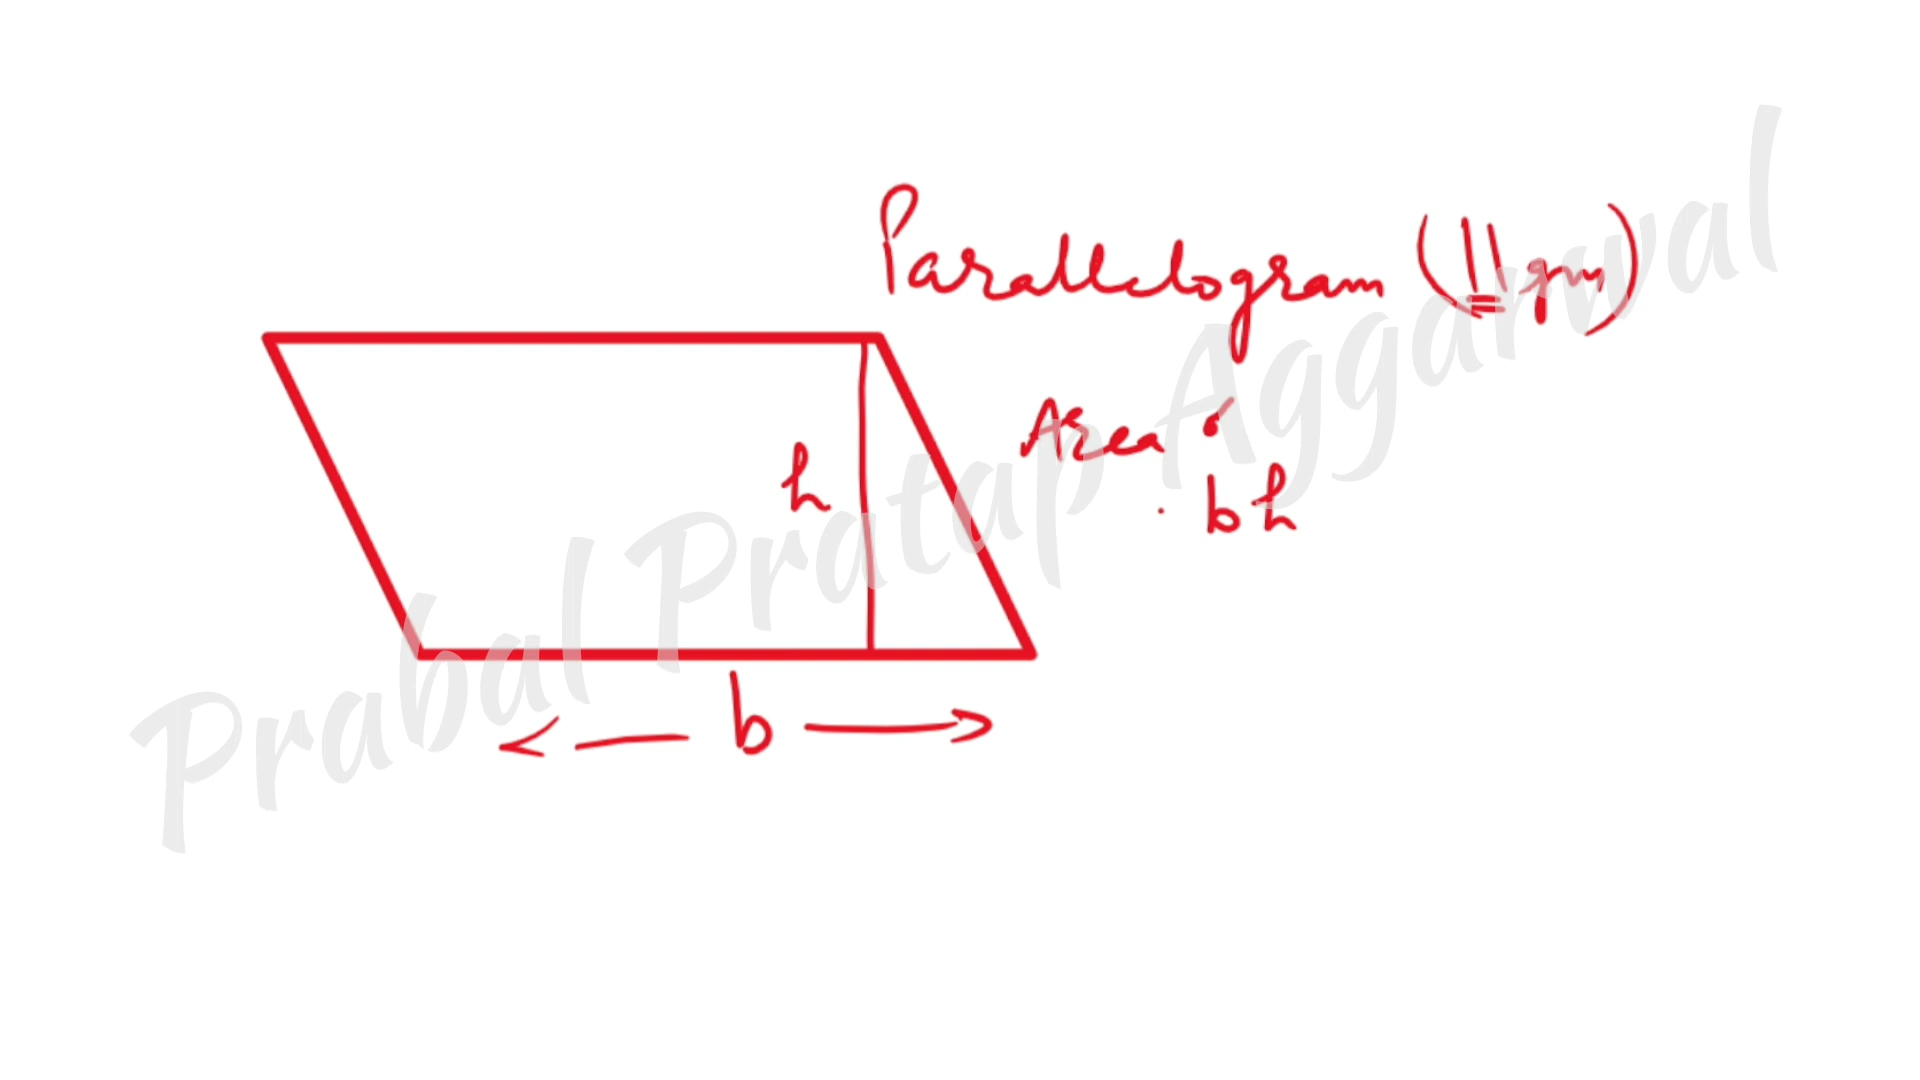 Parallelogram (||gm)
Area :
h
bh
b
Prabal Pratap Aggarwal